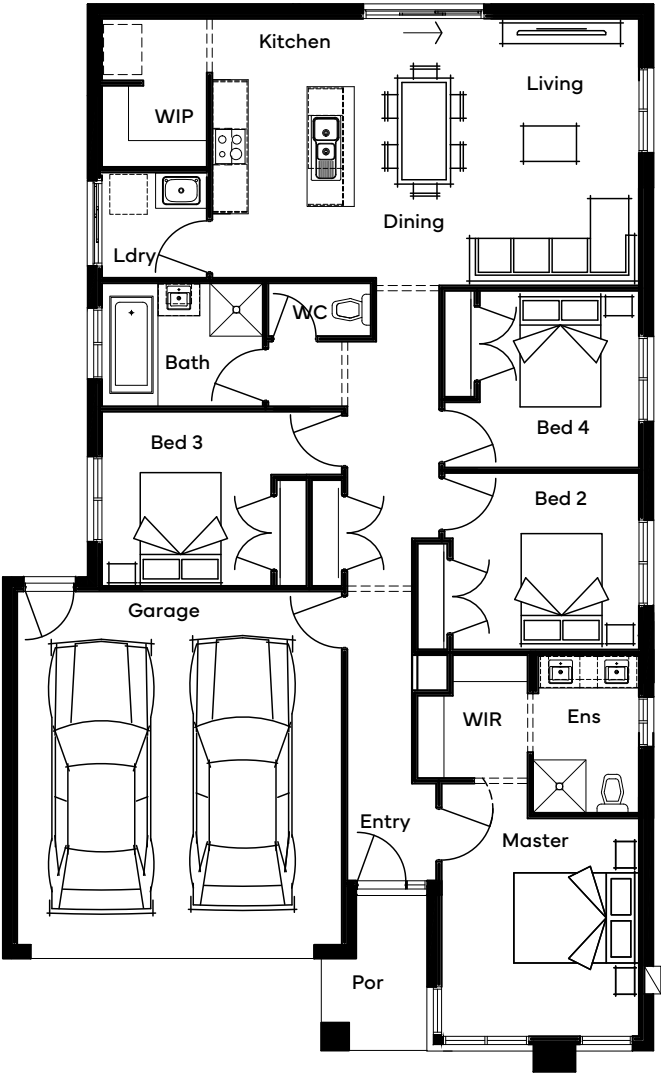 Kitchen
Living
WIP
Dining
Ldry
WC
Bath
Bed 4
Bed 3
Bed 2
Garage
WIR
Ens
Entry
Master
Por